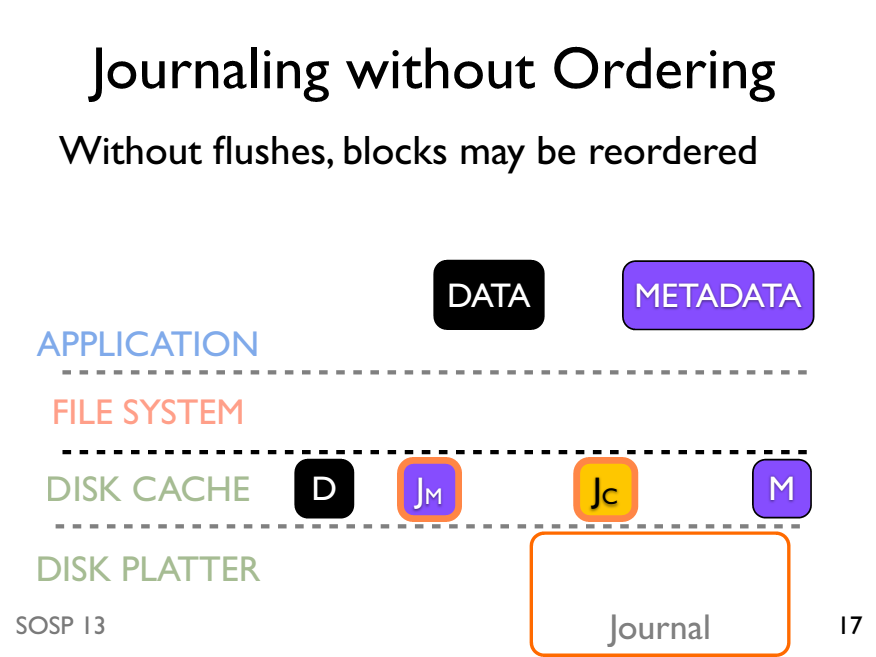 Journaling without Ordering
Without flushes, blocks may be reordered
DATA METADATA
APPLICATION
FILE SYSTEM
DISK CACHE D JM JC M
DISK PLATTER
SOSP 13 Journal 17